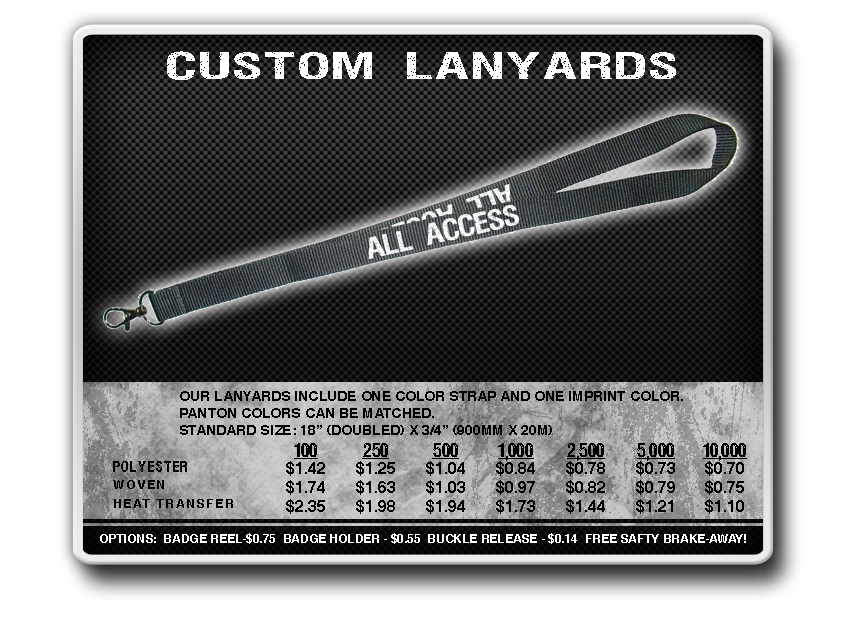 CUSTOM LANYARDS
ALL ACCESS
ALL ACCESS
OUR LANYARDS INCLUDE ONE COLOR STRAP AND ONE IMPRINT COLOR.
PANTON COLORS CAN BE MATCHED.
STANDARD SIZE: 18" (DOUBLED) X 3/4" (900MM X 20M)
100 250 500 1,000 2,500 5,000 10,000
POLYESTER $1.42 $1.25 $1.04 $0.84 $0.78 $0.73 $0.70
WOVEN $1.74 $1.63 $1.03 $0.97 $0.82 $0.79 $0.75
HEAT TRANSFER $2.35 $1.98 $1.94 $1.73 $1.44 $1.21 $1.10
OPTIONS: BADGE REEL-$0.75 BADGE HOLDER - $0.55 BUCKLE RELEASE - $0.14 FREE SAFTY BRAKE-AWAY!